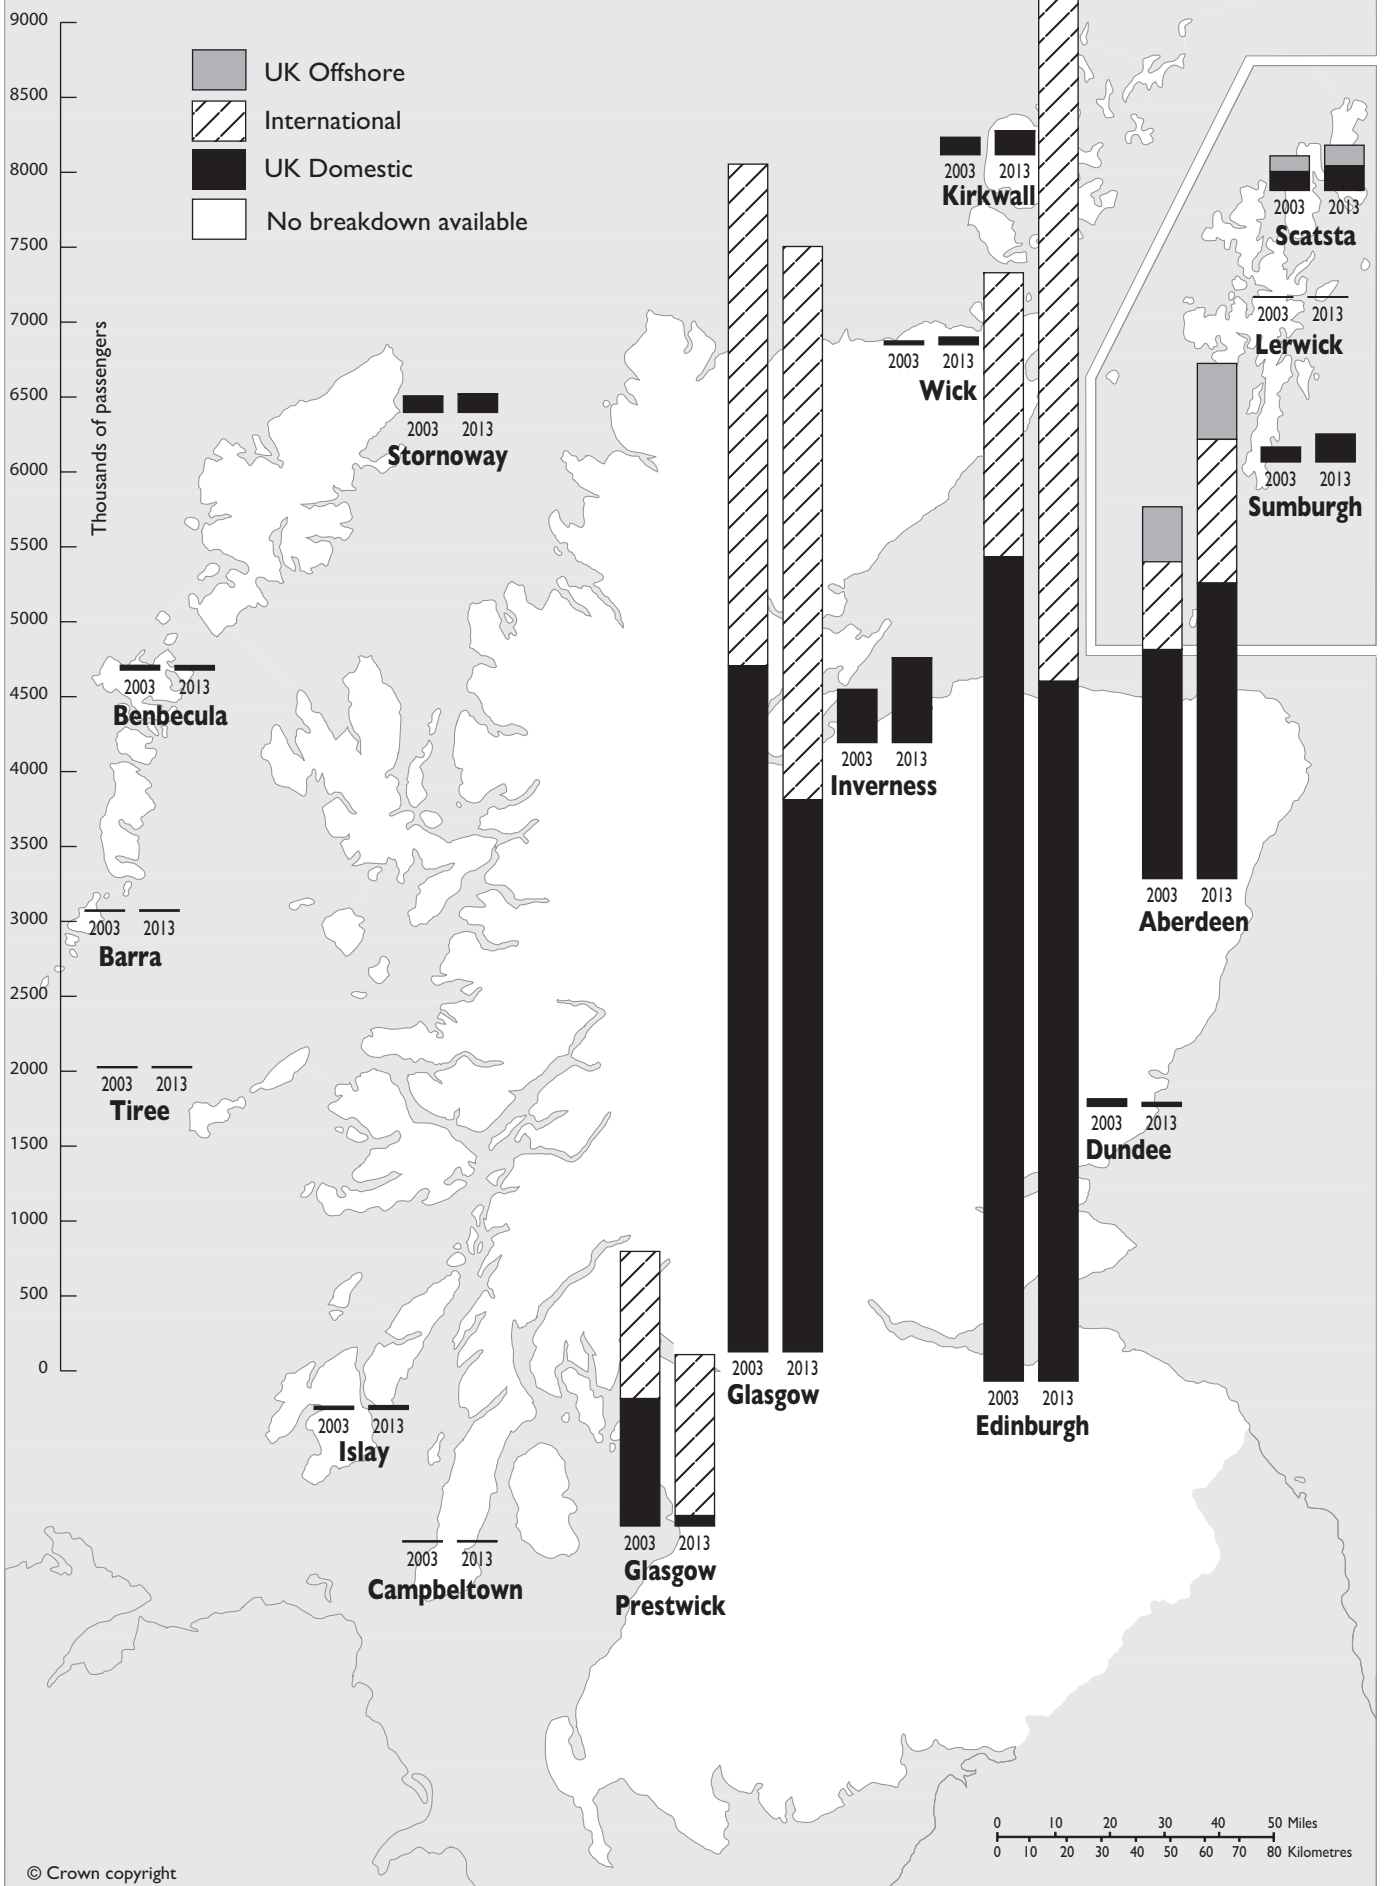 9000
8500
8000
7500
7000
6500
6000
5500
5000
4500
4000
3500
3000
2500
2000
1500
1000
500
0
Thousands of passengers
UK Offshore
International
UK Domestic
No breakdown available
2003 2013
Kirkwall
2003 2013
Scatsta
2003 2013
Lerwick
2003 2013
Wick
2003 2013
Stornoway
2003 2013
Sumburgh
2003 2013
Benbecula
2003 2013
Inverness
2003 2013
Aberdeen
2003 2013
Barra
2003 2013
Tiree
2003 2013
Dundee
2003 2013
Glasgow
2003 2013
Edinburgh
2003 2013
Islay
2003 2013
Campbeltown
2003 2013
Glasgow
Prestwick
0 10 20 30 40 50 Miles
0 10 20 30 40 50 60 70 80 Kilometres
© Crown copyright